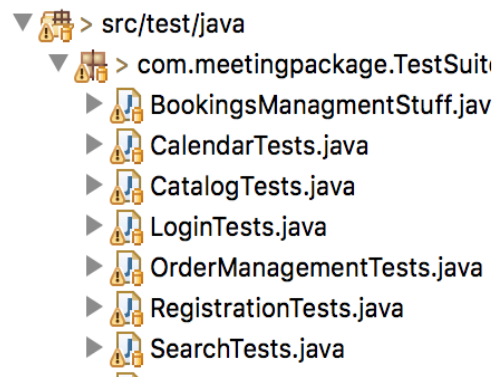 > src/test/java
> com.meetingpackage.TestSuite
BookingsManagmentStuff.jav
CalendarTests.java
CatalogTests.java
LoginTests.java
OrderManagementTests.java
RegistrationTests.java
SearchTests.java